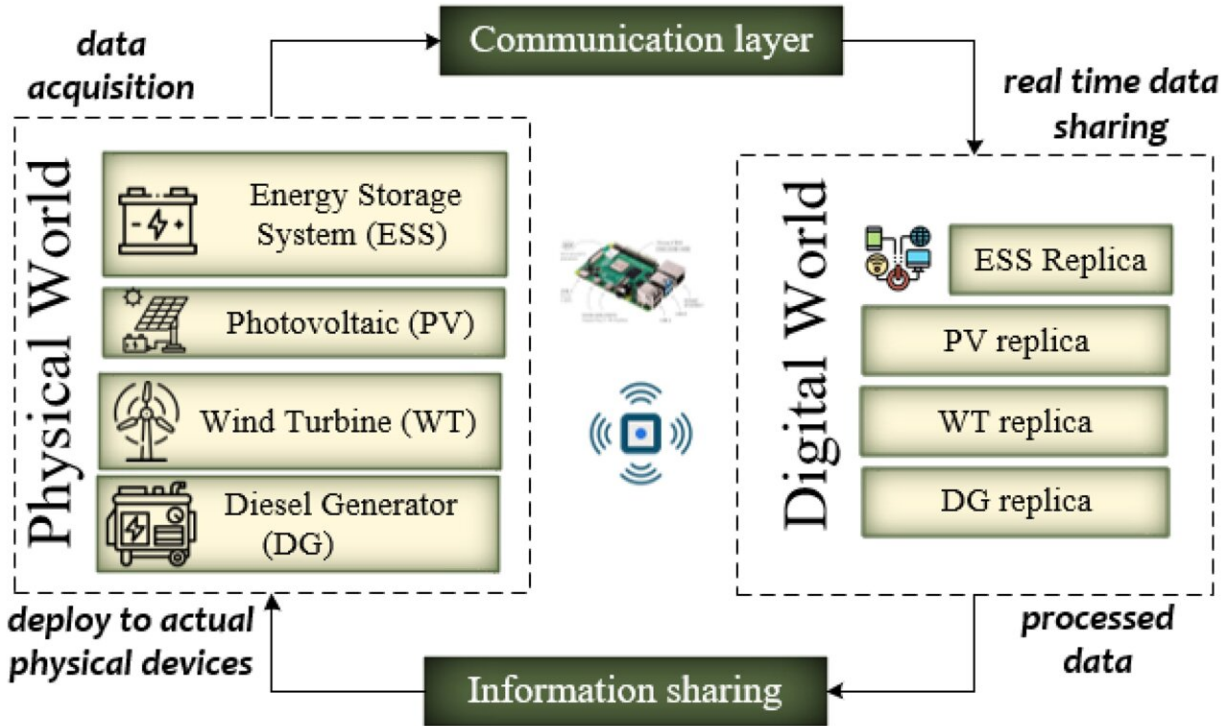 Communication layer
data
acquisition
real time data
sharing
Physical World
Energy Storage
System (ESS)
Photovoltaic (PV)
Wind Turbine (WT)
Diesel Generator
(DG)
Digital World
ESS Replica
PV replica
WT replica
DG replica
deploy to actual
physical devices
processed
data
Information sharing